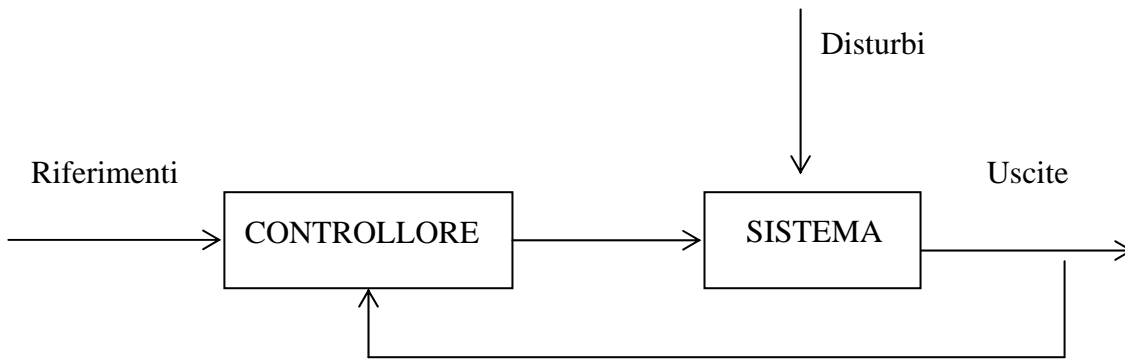 Disturbi
Riferimenti
Uscite
CONTROLLORE
SISTEMA